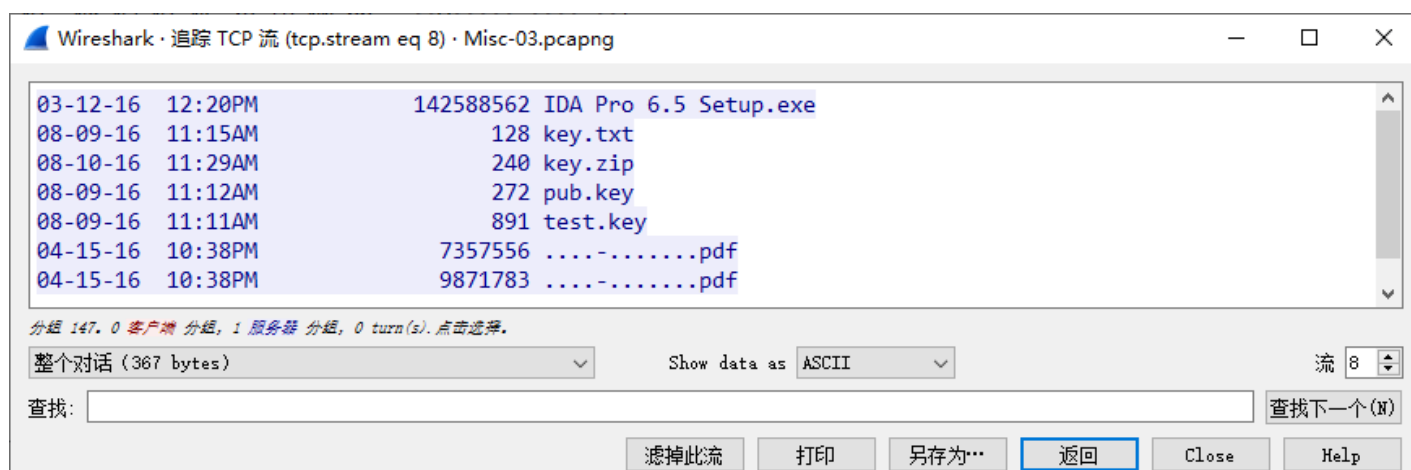 Wireshark · 追踪 TCP 流 (tcp.stream eq 8) · Misc-03.pcapng
03-12-16  12:20PM            142588562 IDA Pro 6.5 Setup.exe
08-09-16  11:15AM                  128 key.txt
08-10-16  11:29AM                  240 key.zip
08-09-16  11:12AM                  272 pub.key
08-09-16  11:11AM                  891 test.key
04-15-16  10:38PM              7357556 ....-.......pdf
04-15-16  10:38PM              9871783 ....-.......pdf
分组 147. 0 客户端 分组, 1 服务器 分组, 0 turn(s).点击选择.
整个对话 (367 bytes) Show data as ASCII 流 8
查找: 查找下一个(N)
滤掉此流 打印 另存为… 返回 Close Help